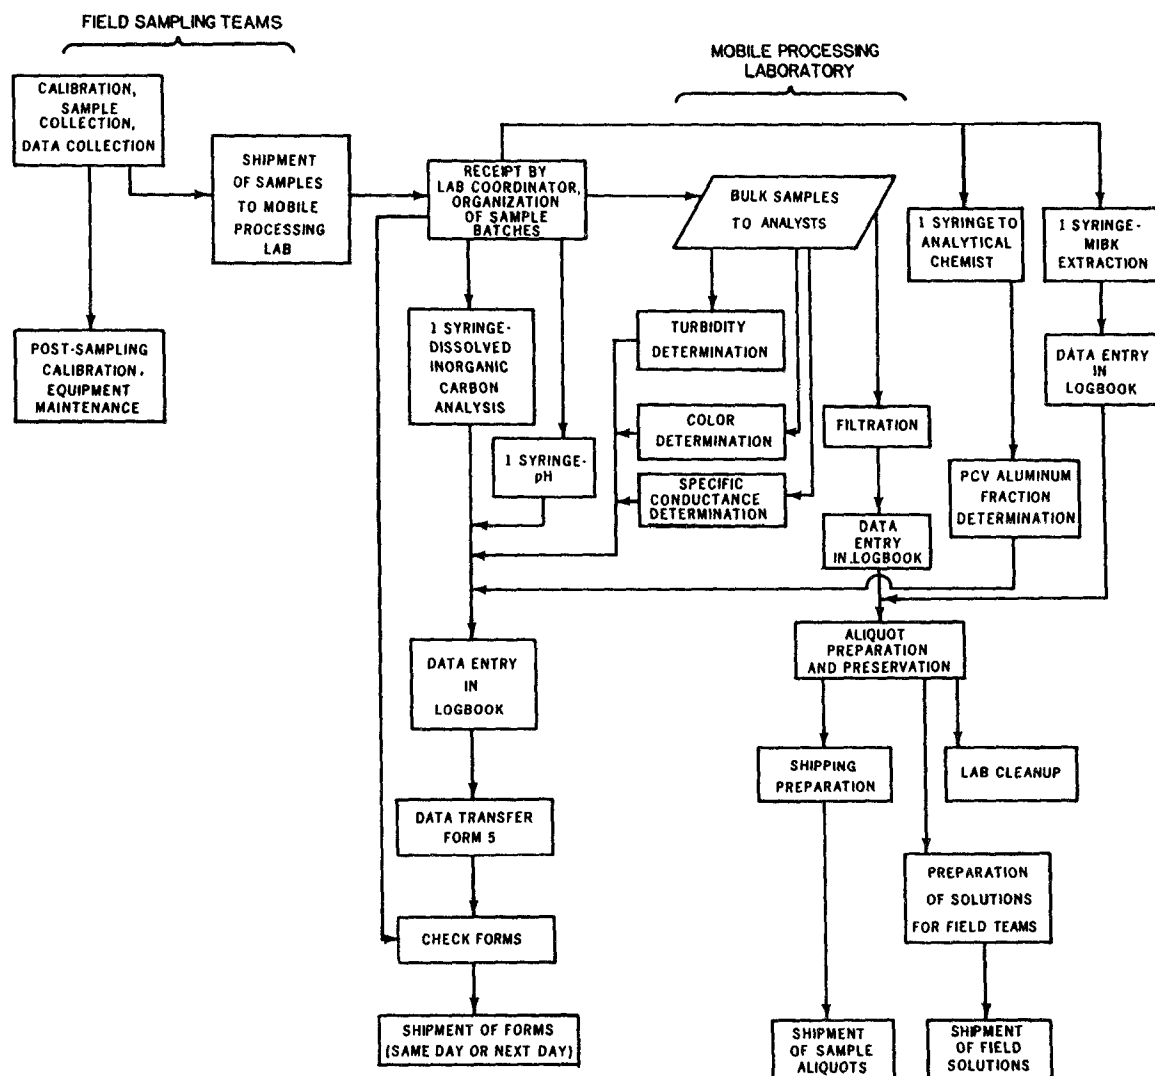 FIELD SAMPLING TEAMS
MOBILE PROCESSING
LABORATORY
CALIBRATION,
SAMPLE
COLLECTION,
DATA COLLECTION
SHIPMENT
OF SAMPLES
TO MOBILE
PROCESSING
LAB
RECEIPT BY
LAB COORDINATOR,
ORGANIZATION
OF SAMPLE
BATCHES
BULK SAMPLES
TO ANALYSTS
1 SYRINGE TO
ANALYTICAL
CHEMIST
1 SYRINGE-
MIBK
EXTRACTION
POST-SAMPLING
CALIBRATION,
EQUIPMENT
MAINTENANCE
1 SYRINGE-
DISSOLVED
INORGANIC
CARBON
ANALYSIS
TURBIDITY
DETERMINATION
DATA ENTRY
IN
LOGBOOK
COLOR
DETERMINATION
FILTRATION
1 SYRINGE-
pH
SPECIFIC
CONDUCTANCE
DETERMINATION
PCV ALUMINUM
FRACTION
DETERMINATION
DATA
ENTRY
IN LOGBOOK
DATA ENTRY
IN
LOGBOOK
ALIQUOT
PREPARATION
AND PRESERVATION
SHIPPING
PREPARATION
LAB CLEANUP
DATA TRANSFER
FORM 5
PREPARATION
OF SOLUTIONS
FOR FIELD TEAMS
CHECK FORMS
SHIPMENT OF FORMS
(SAME DAY OR NEXT DAY)
SHIPMENT
OF SAMPLE
ALIQUOTS
SHIPMENT
OF FIELD
SOLUTIONS